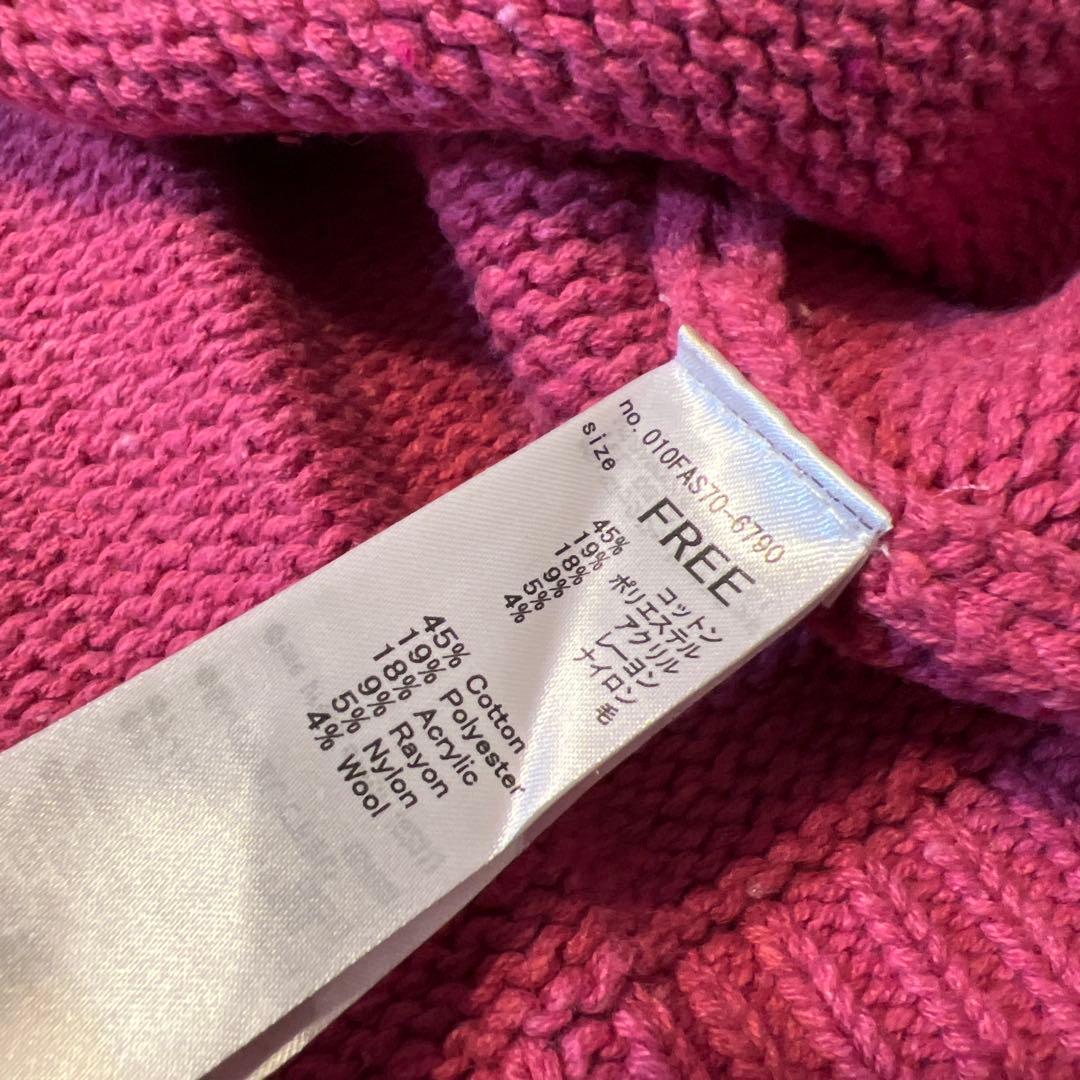 no.010FAS70-6790
size
FREE
45% コットン
19% ポリエステル
18% アクリル
9% レーヨン
5% ナイロン
4% 毛
45% Cotton
19% Polyester
18% Acrylic
9% Rayon
5% Nylon
4% Wool